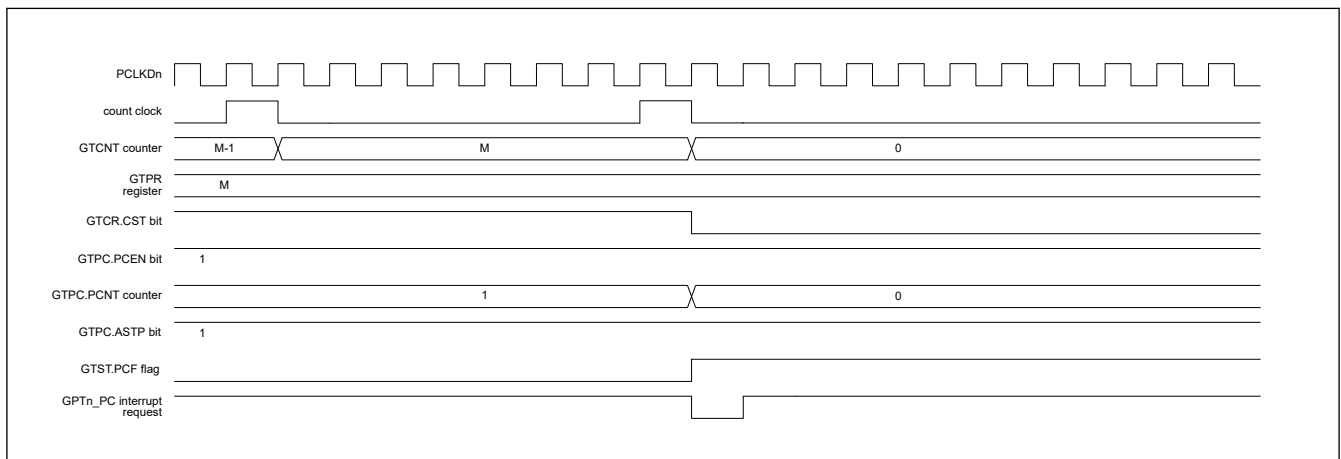 PCLKDn
count clock
GTCNT counter M-1 M 0
GTPR
register
M
GTCR.CST bit
GTPC.PCEN bit 1
GTPC.PCNT counter 1 0
GTPC.ASTP bit 1
GTST.PCF flag
GPTn_PC interrupt
request